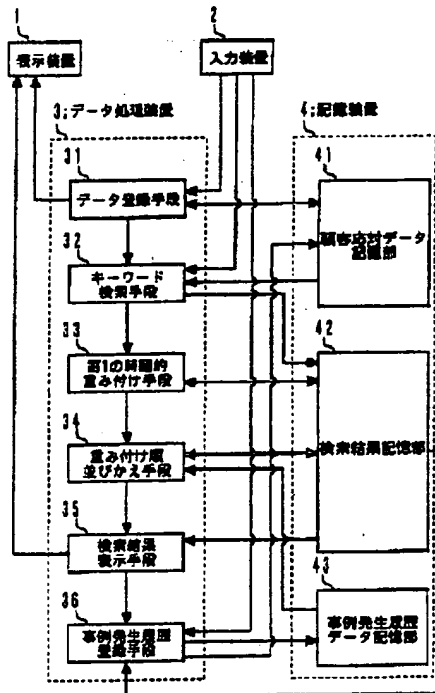 1
表示装置
2
入力装置
3;データ処理装置
4;記憶装置
31
データ登録手段
32
キーワード
検索手段
33
第1の時間的
重み付け手段
34
重み付け順
並びかえ手段
35
検索結果
表示手段
36
事例発生履歴
登録手段
41
顧客応対データ
記憶部
42
検索結果記憶部
43
事例発生履歴
データ記憶部